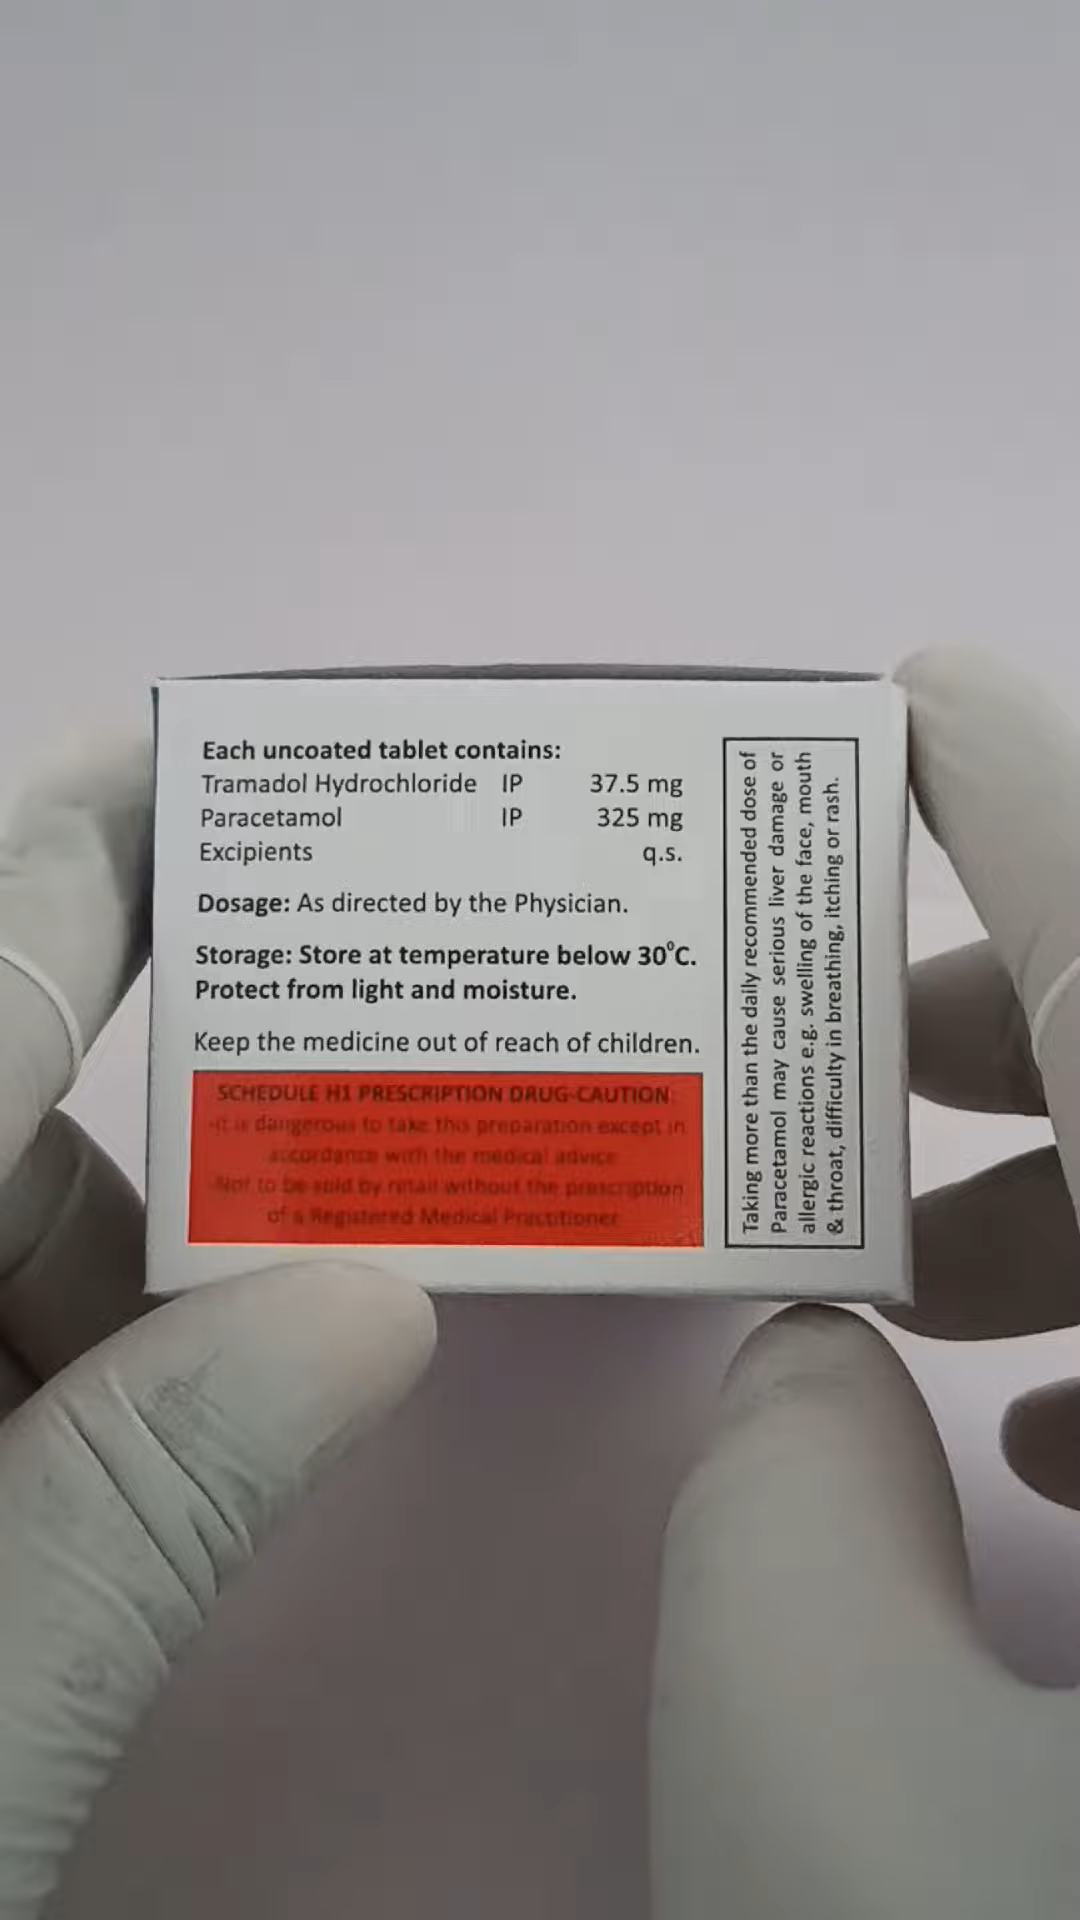 Each uncoated tablet contains:
Tramadol Hydrochloride IP 37.5 mg
Paracetamol IP 325 mg
Excipients q.s.
Dosage: As directed by the Physician.
Storage: Store at temperature below 30°C.
Protect from light and moisture.
Keep the medicine out of reach of children.
SCHEDULE H1 PRESCRIPTION DRUG-CAUTION
-It is dangerous to take this preparation except in
accordance with the medical advice
-Not to be sold by retail without the prescription
of a Registered Medical Practitioner
Taking more than the daily recommended dose of
Paracetamol may cause serious liver damage or
allergic reactions e.g. swelling of the face, mouth
& throat, difficulty in breathing, itching or rash.